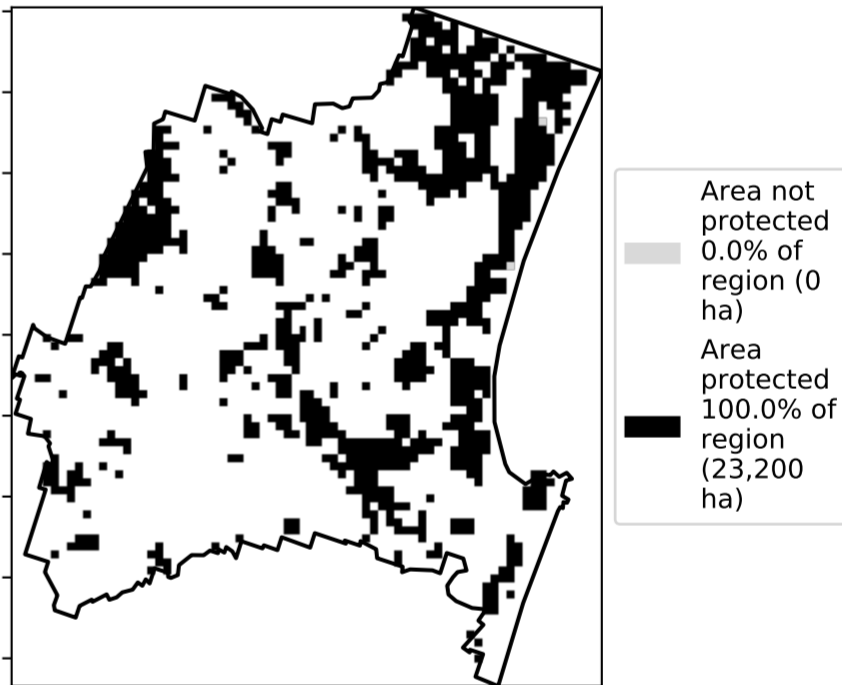 Area not
protected
0.0% of
region (0
ha)
Area
protected
100.0% of
region
(23,200
ha)